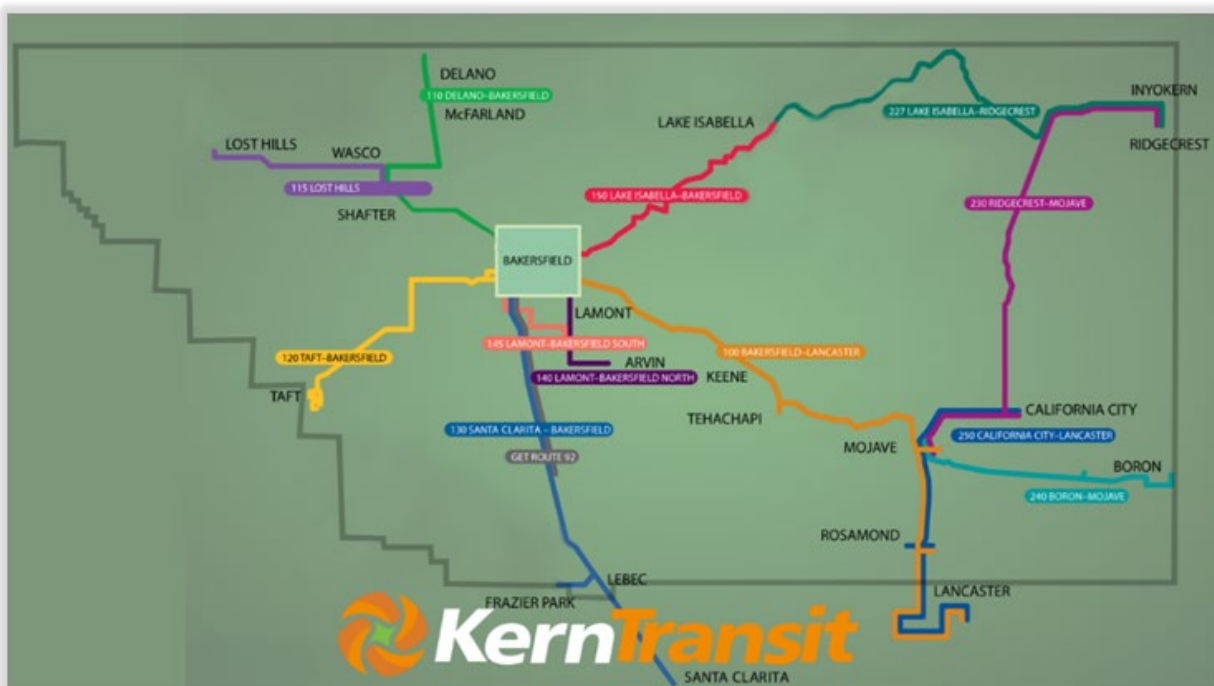 DELANO
110 DELANO–BAKERSFIELD
McFARLAND
LOST HILLS
WASCO
115 LOST HILLS
SHAFTER
LAKE ISABELLA
227 LAKE ISABELLA–RIDGECREST
INYOKERN
RIDGECREST
150 LAKE ISABELLA–BAKERSFIELD
230 RIDGECREST–MOJAVE
BAKERSFIELD
LAMONT
145 LAMONT–BAKERSFIELD SOUTH
120 TAFT–BAKERSFIELD
100 BAKERSFIELD–LANCASTER
ARVIN
140 LAMONT–BAKERSFIELD NORTH
KEENE
TAFT
TEHACHAPI
CALIFORNIA CITY
130 SANTA CLARITA – BAKERSFIELD
250 CALIFORNIA CITY–LANCASTER
MOJAVE
GET ROUTE 92
BORON
240 BORON–MOJAVE
ROSAMOND
LEBEC
LANCASTER
FRAZIER PARK
KernTransit
SANTA CLARITA